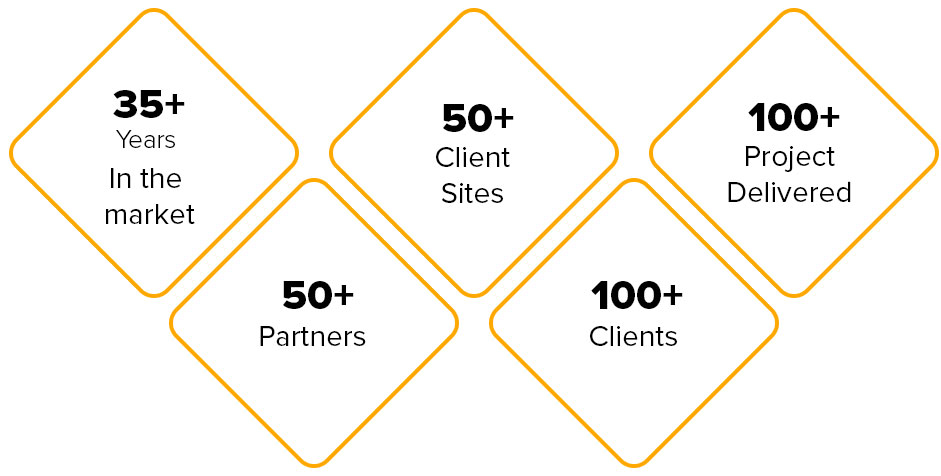 35+
Years
In the
market
50+
Client
Sites
100+
Project
Delivered
50+
Partners
100+
Clients